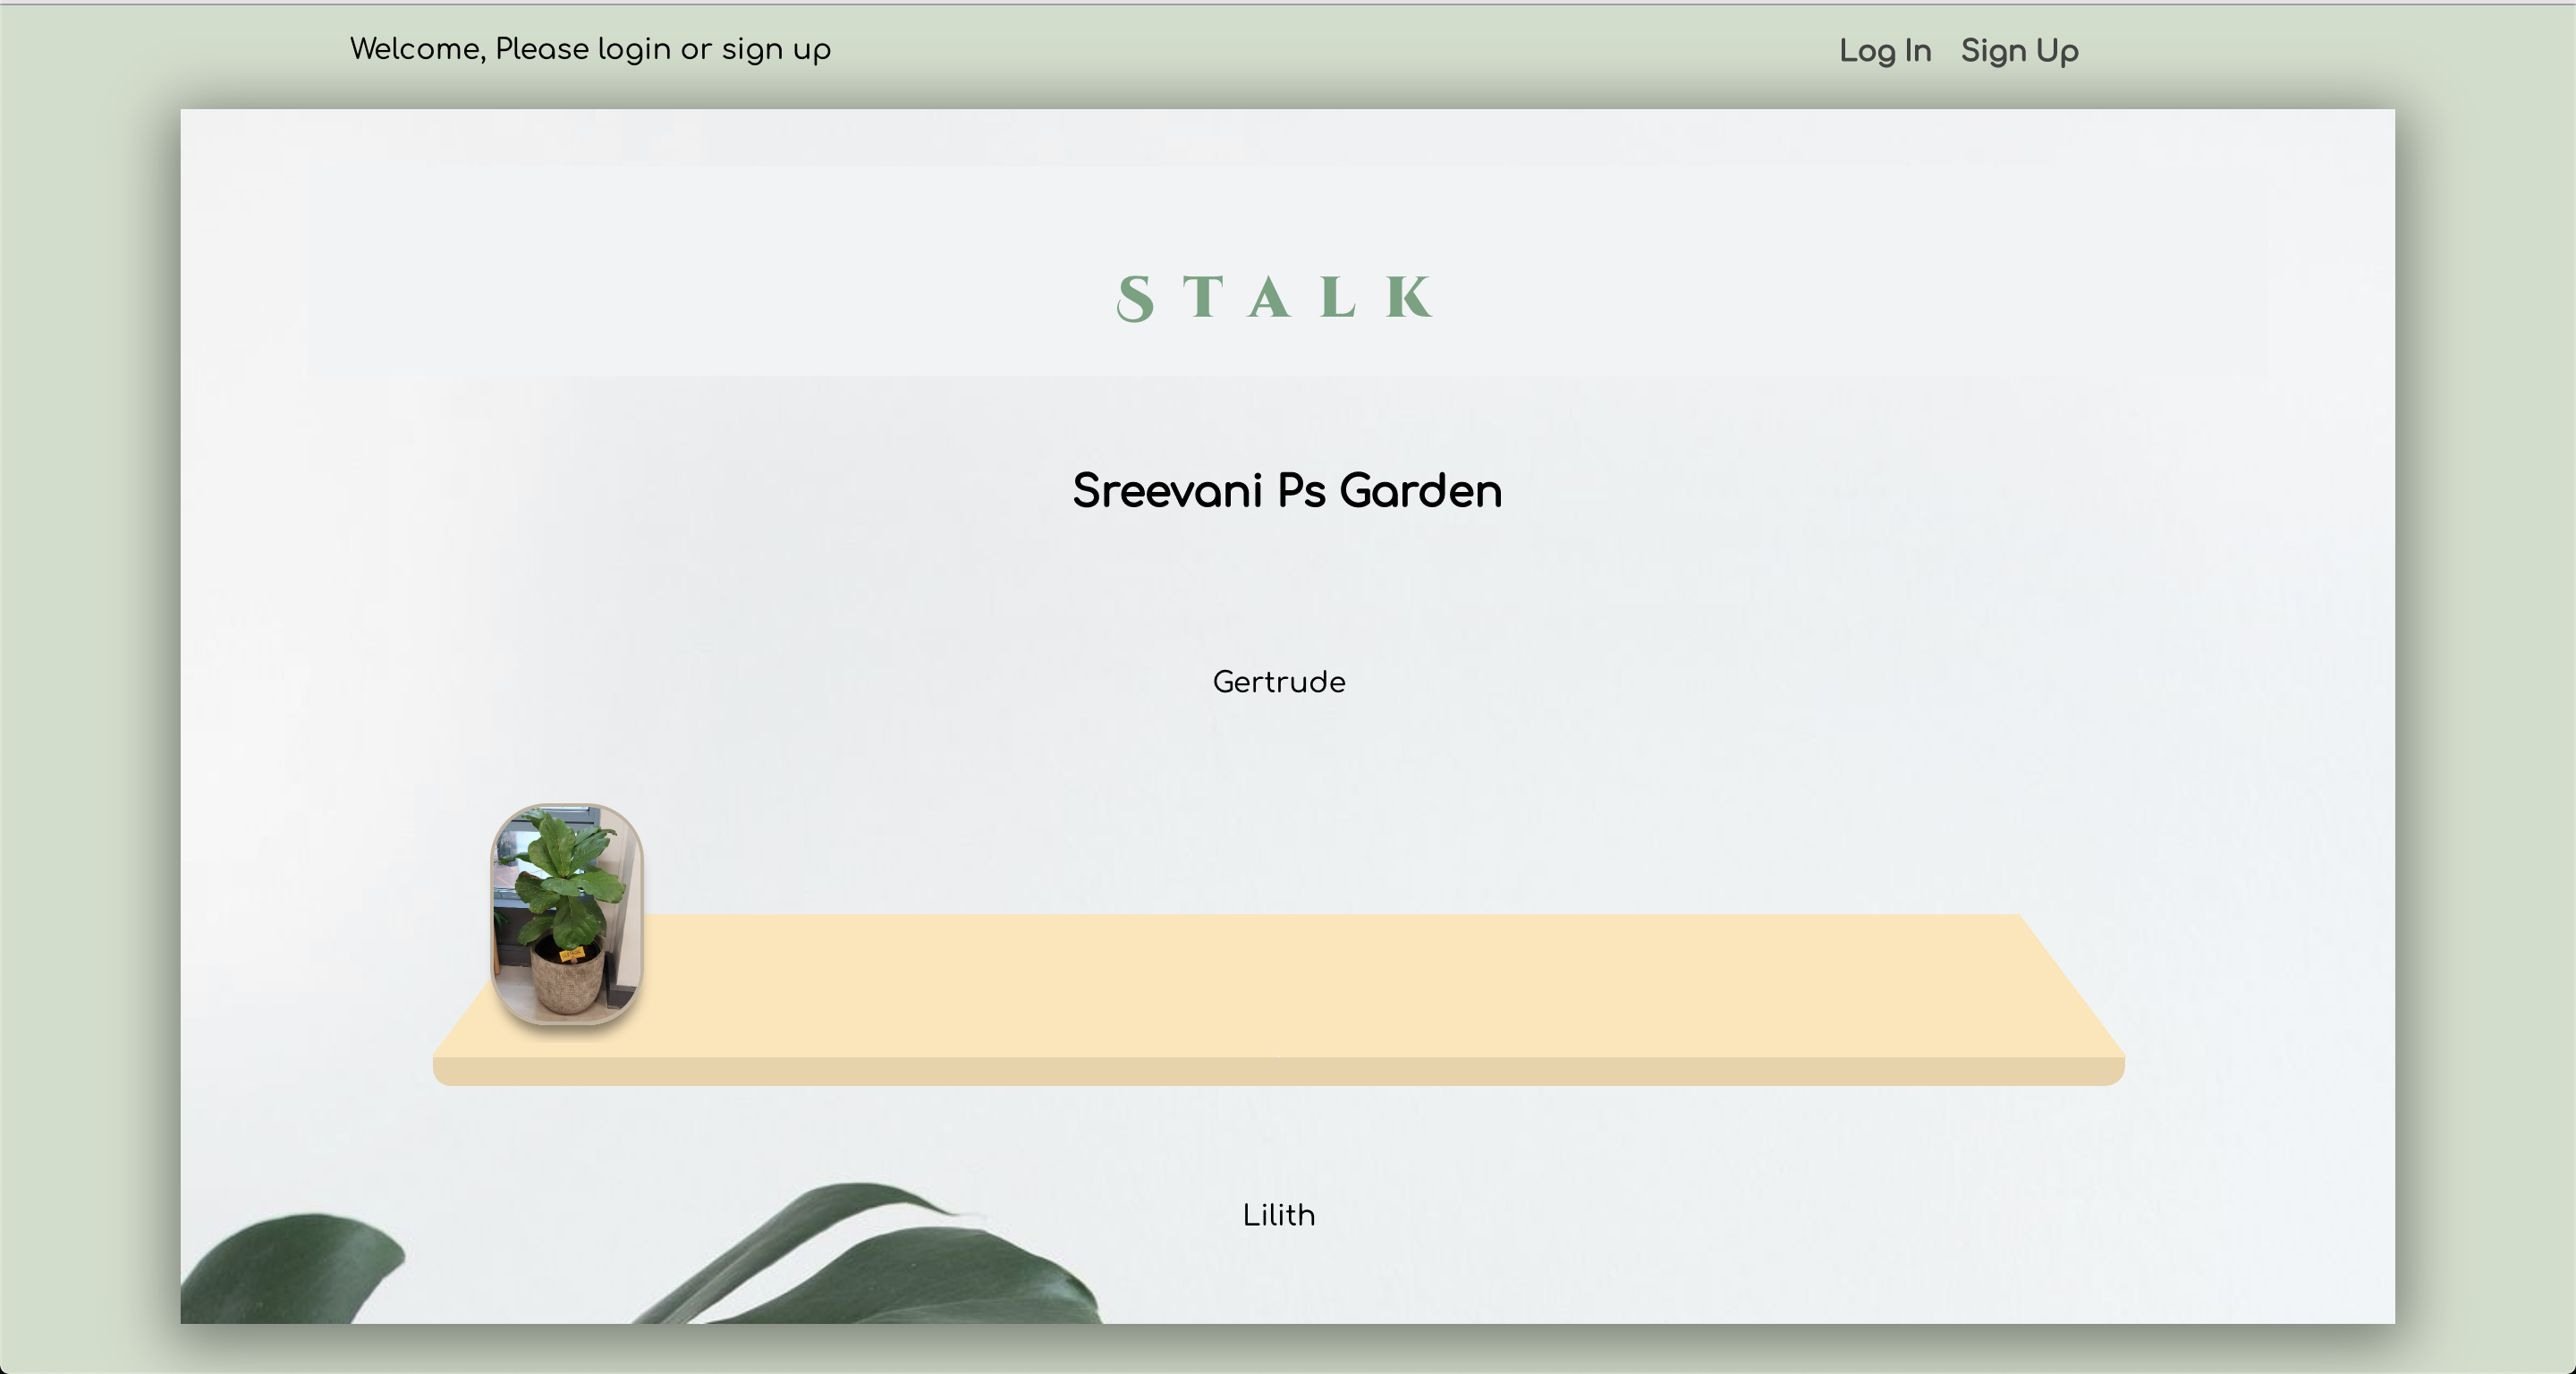 Welcome, Please login or sign up
Log In
Sign Up
STALK
Sreevani Ps Garden
Gertrude
Lilith